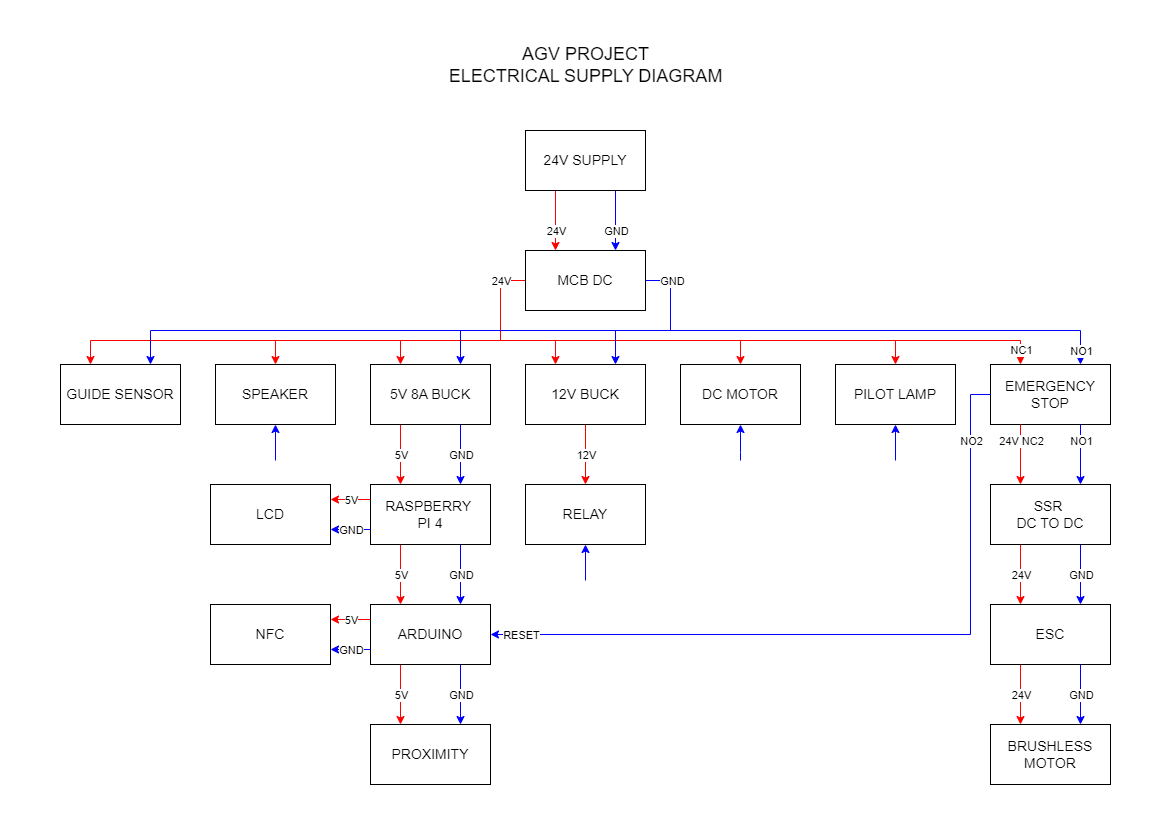 AGV PROJECT
ELECTRICAL SUPPLY DIAGRAM
24V SUPPLY
24V
GND
MCB DC
24V
GND
NC1
NO1
GUIDE SENSOR
SPEAKER
5V 8A BUCK
12V BUCK
DC MOTOR
PILOT LAMP
EMERGENCY
STOP
5V
GND
12V
NO2
24V NC2
NO1
LCD
5V
GND
RASPBERRY
PI 4
RELAY
SSR
DC TO DC
5V
GND
24V
GND
NFC
5V
GND
ARDUINO
RESET
ESC
5V
GND
24V
GND
PROXIMITY
BRUSHLESS
MOTOR